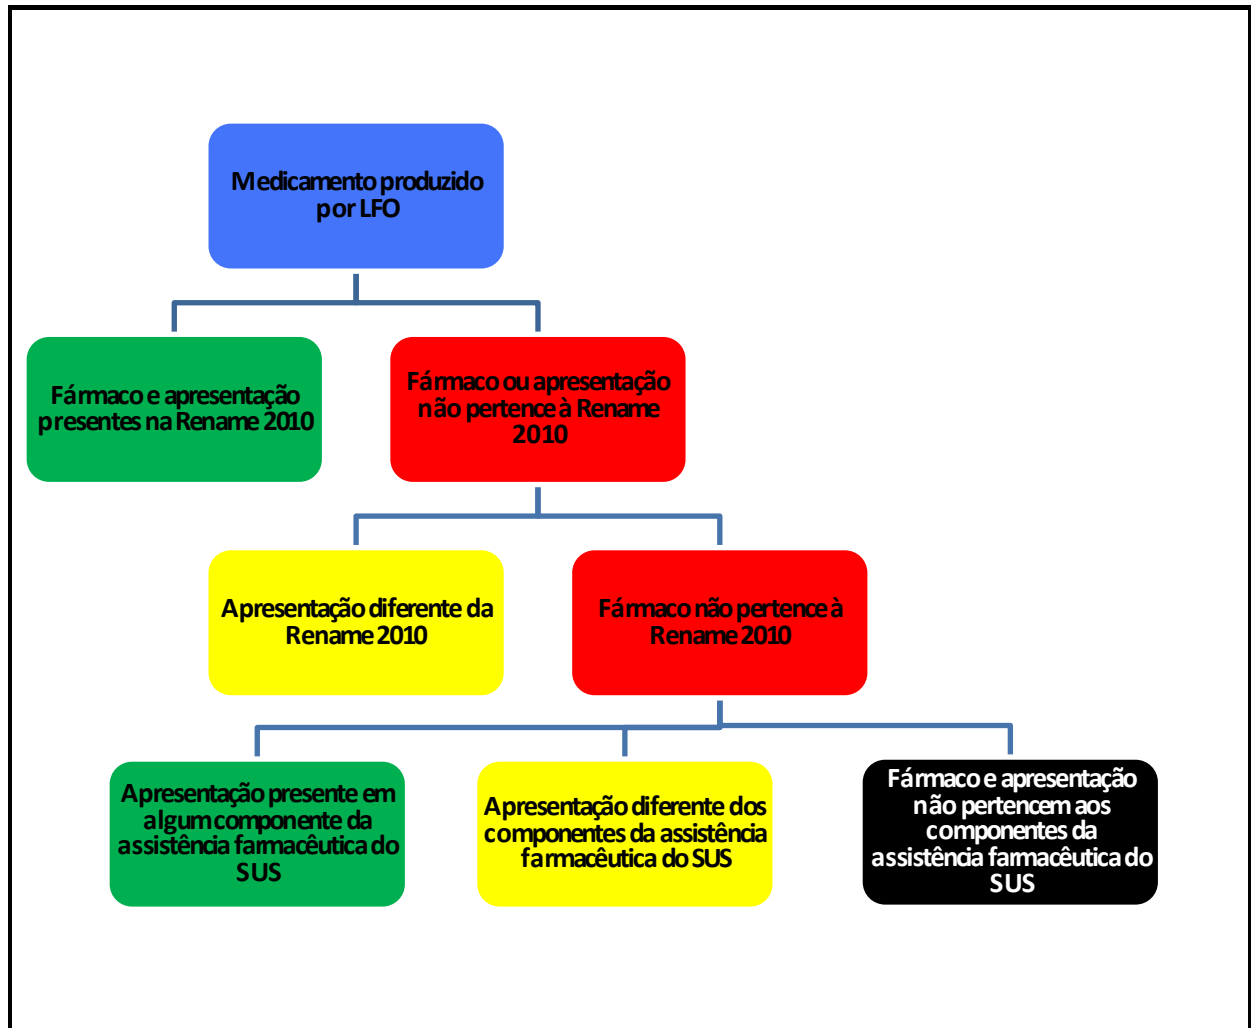 Medicamento produzido
por LFO
Fármaco e apresentação
presentes na Rename 2010
Fármaco ou apresentação
não pertence à Rename
2010
Apresentação diferente da
Rename 2010
Fármaco não pertence à
Rename 2010
Apresentação presente em
algum componente da
assistência farmacêutica do
SUS
Apresentação diferente dos
componentes da assistência
farmacêutica do SUS
Fármaco e apresentação
não pertencem aos
componentes da
assistência farmacêutica do
SUS